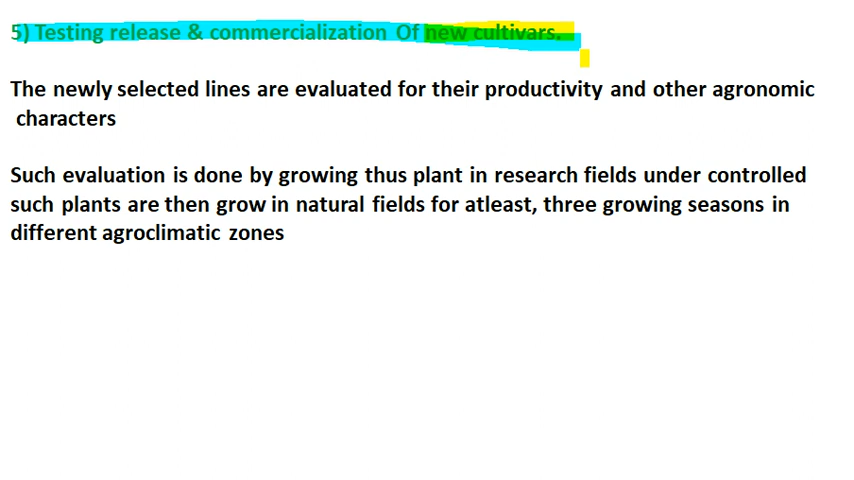 5) Testing release & commercialization Of new cultivars.
The newly selected lines are evaluated for their productivity and other agronomic
characters
Such evaluation is done by growing thus plant in research fields under controlled
such plants are then grow in natural fields for atleast, three growing seasons in
different agroclimatic zones